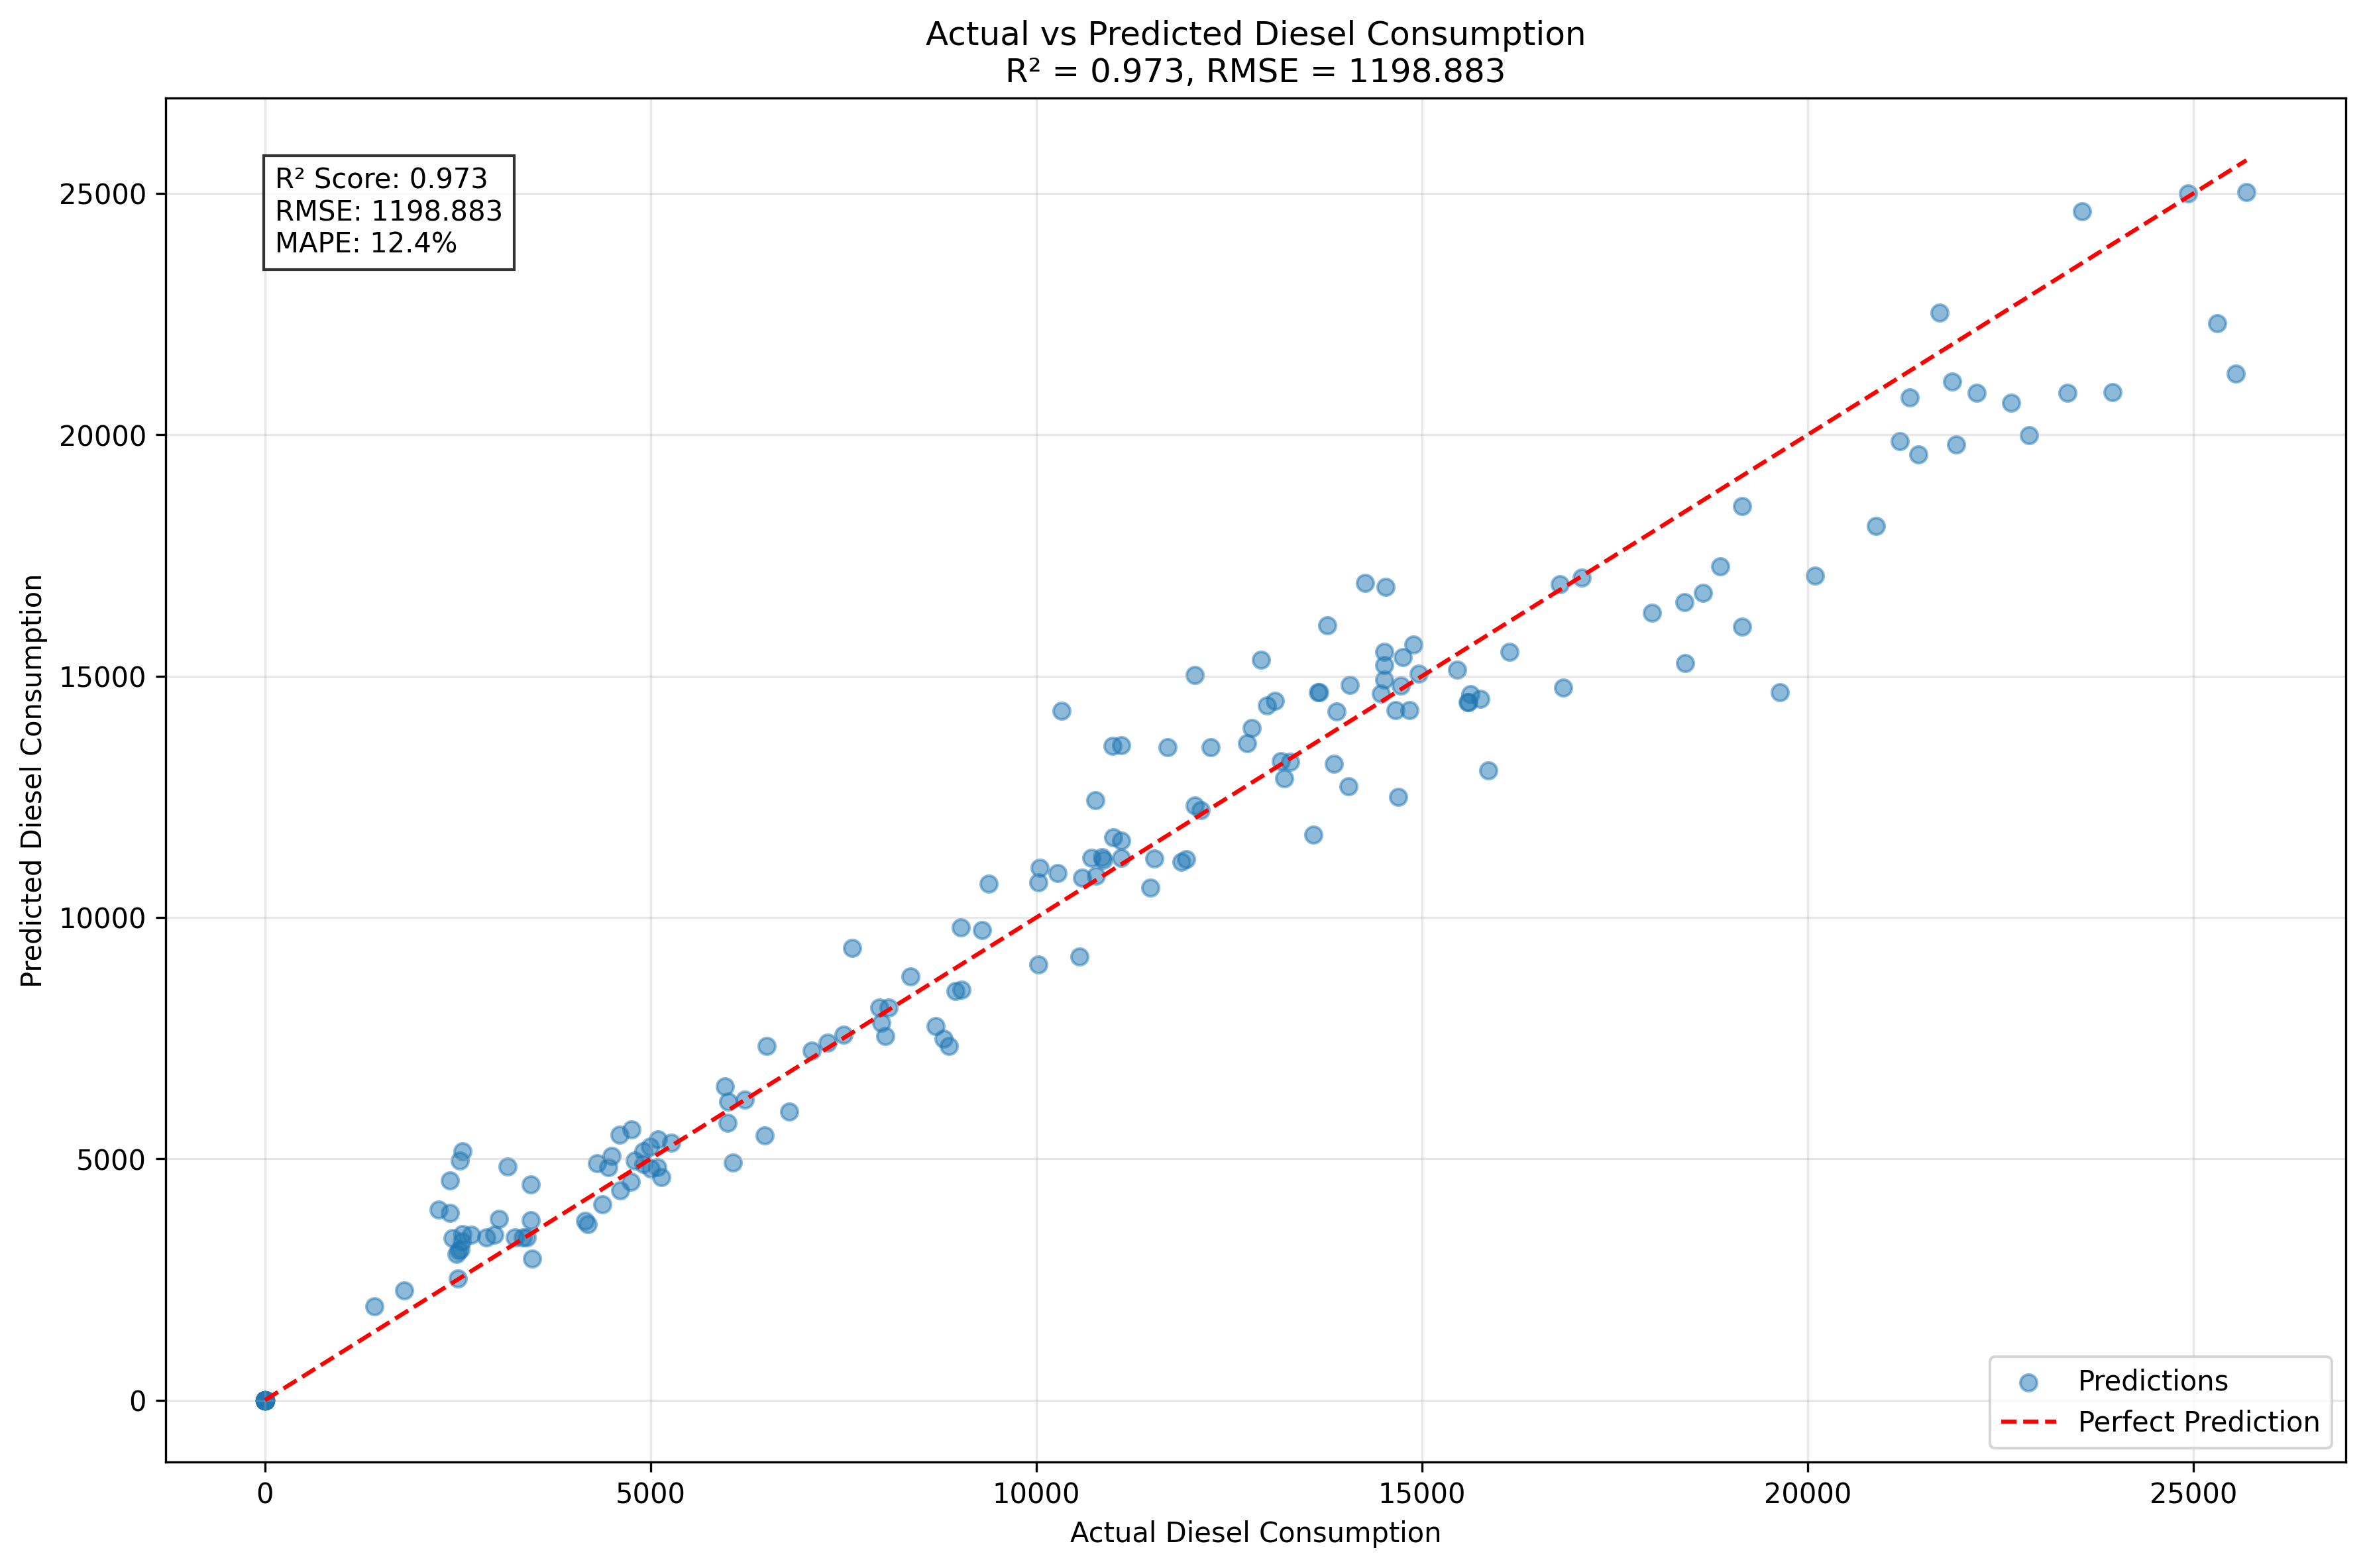 Actual vs Predicted Diesel Consumption
R² = 0.973, RMSE = 1198.883
R² Score: 0.973
RMSE: 1198.883
MAPE: 12.4%
Predicted Diesel Consumption
25000
20000
15000
10000
5000
0
Predictions
Perfect Prediction
0 5000 10000 15000 20000 25000
Actual Diesel Consumption